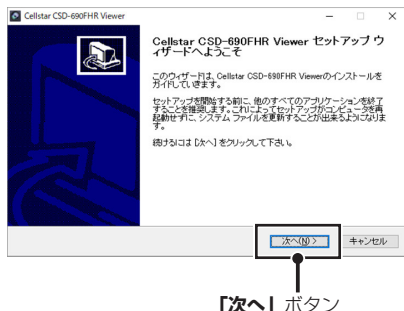 Cellstar CSD-690FHR Viewer
Cellstar CSD-690FHR Viewer セットアップ ウ
ィザードへようこそ
このウィザードは、Cellstar CSD-690FHR Viewerのインストールを
ガイドしていきます。
セットアップを開始する前に、他のすべてのアプリケーションを終了
することを推奨します。これによってセットアップがコンピュータを再
起動せずに、システム ファイルを更新することが出来るようになりま
す。
続けるには [次へ] をクリックして下さい。
次へ(N) >
キャンセル
「次へ」ボタン